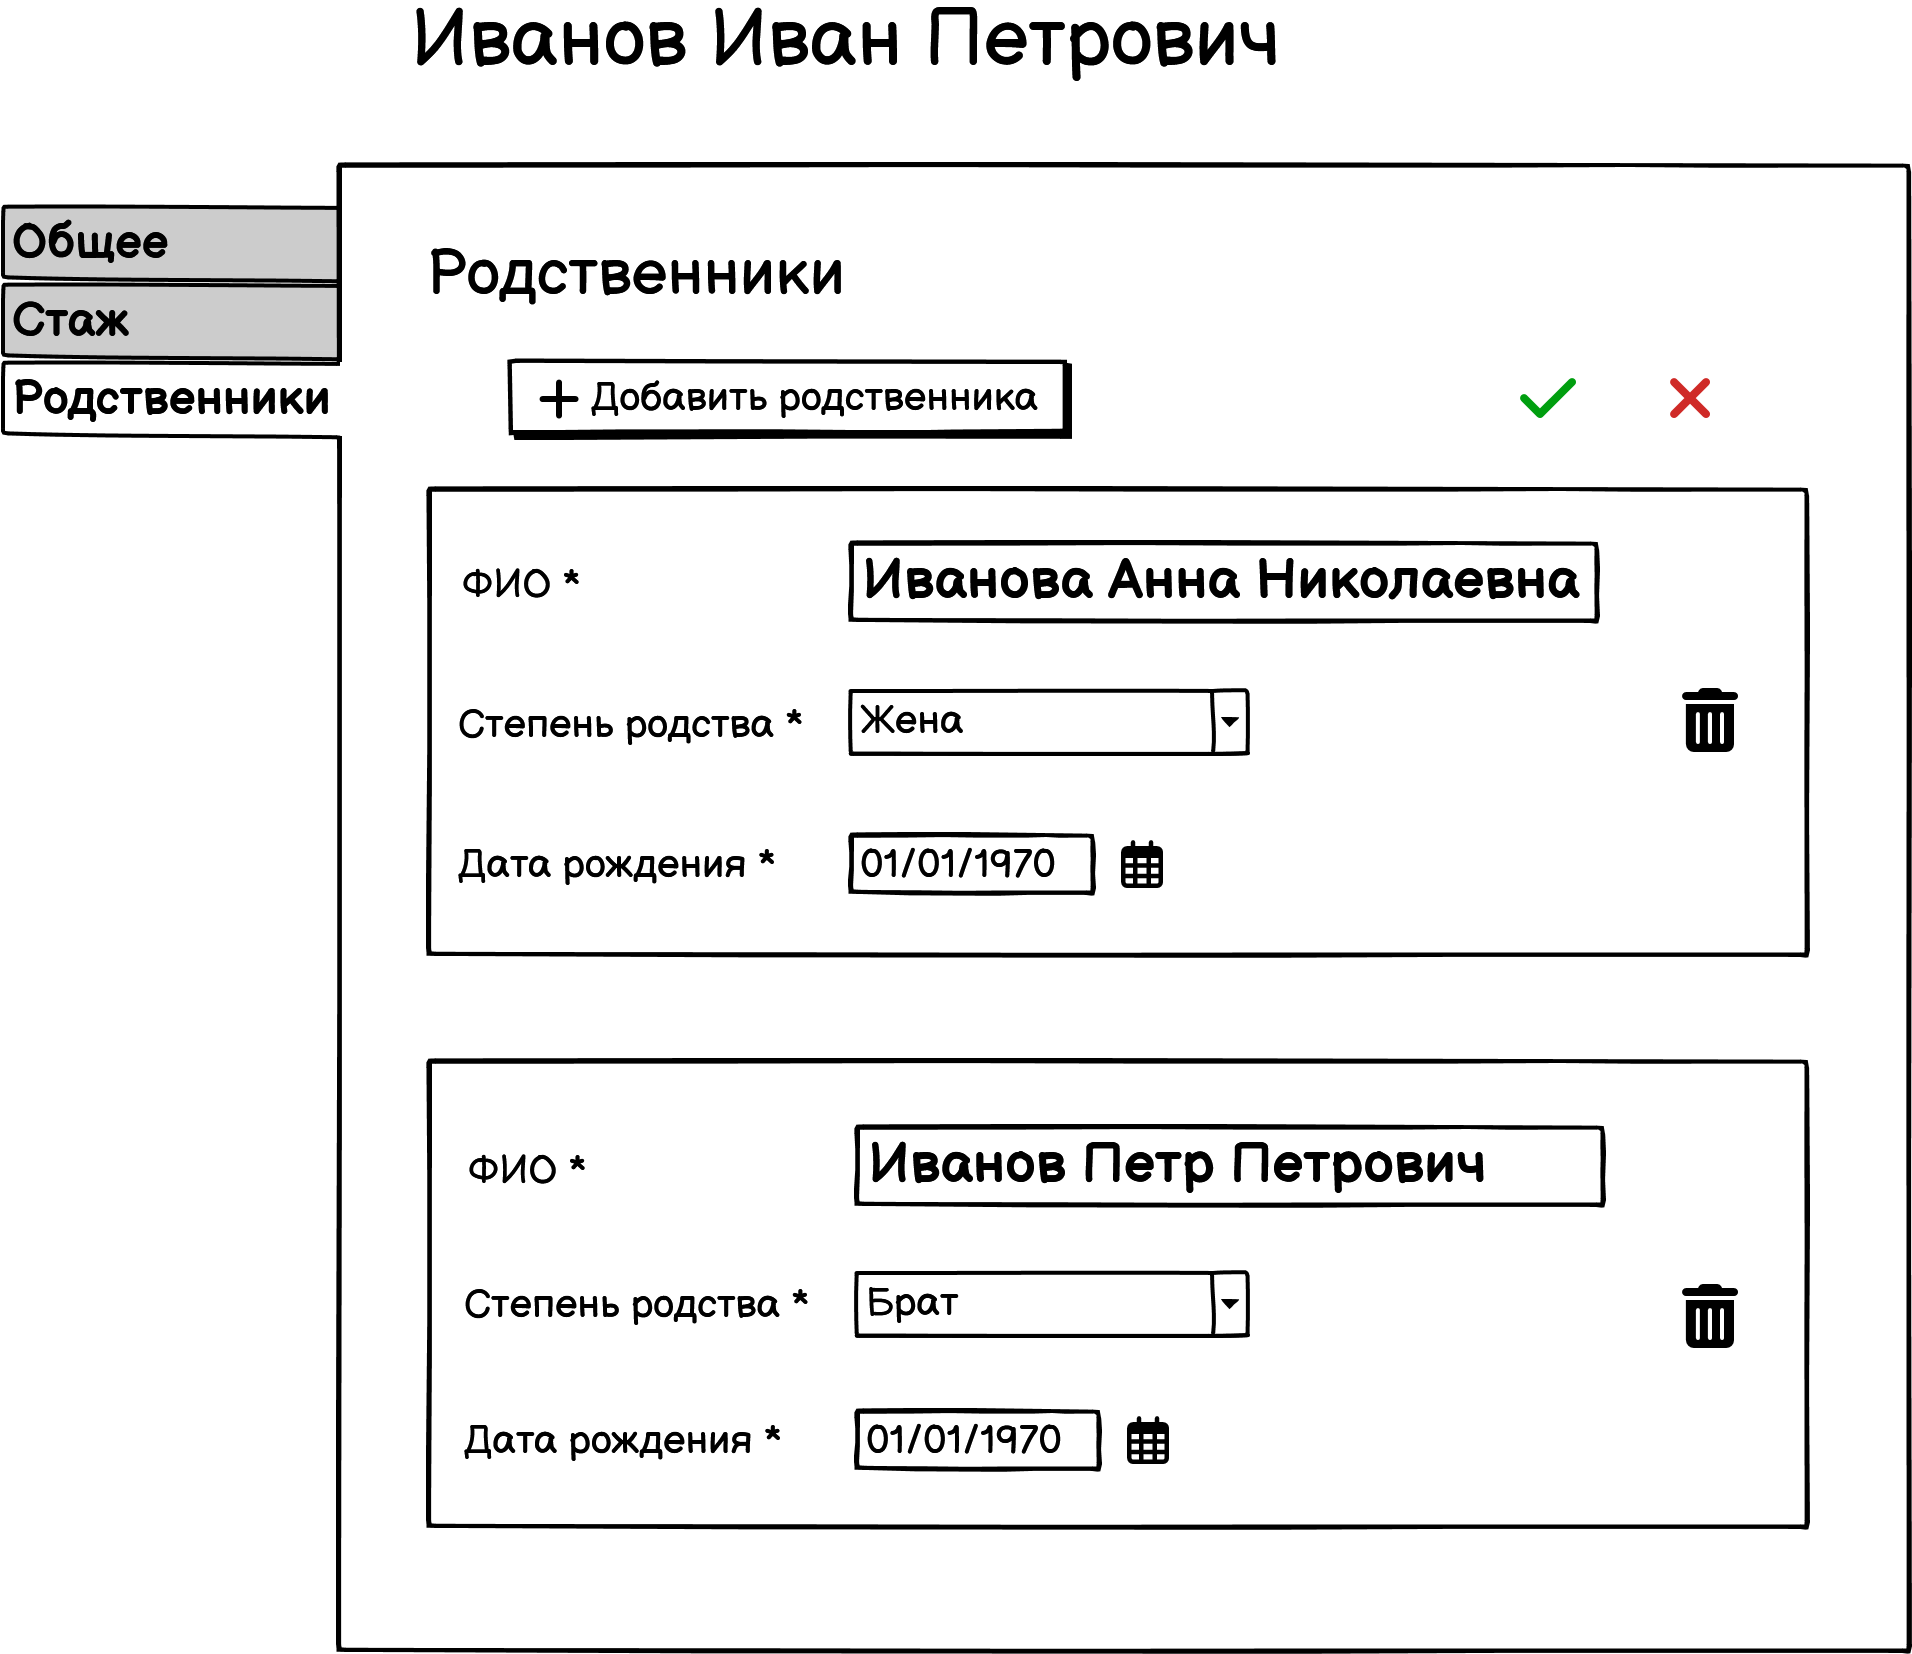 Иванов Иван Петрович
Общее
Стаж
Родственники
Родственники
Добавить родственника
ФИО * Иванова Анна Николаевна
Степень родства * Жена
Дата рождения * 01/01/1970
ФИО * Иванов Петр Петрович
Степень родства * Брат
Дата рождения * 01/01/1970